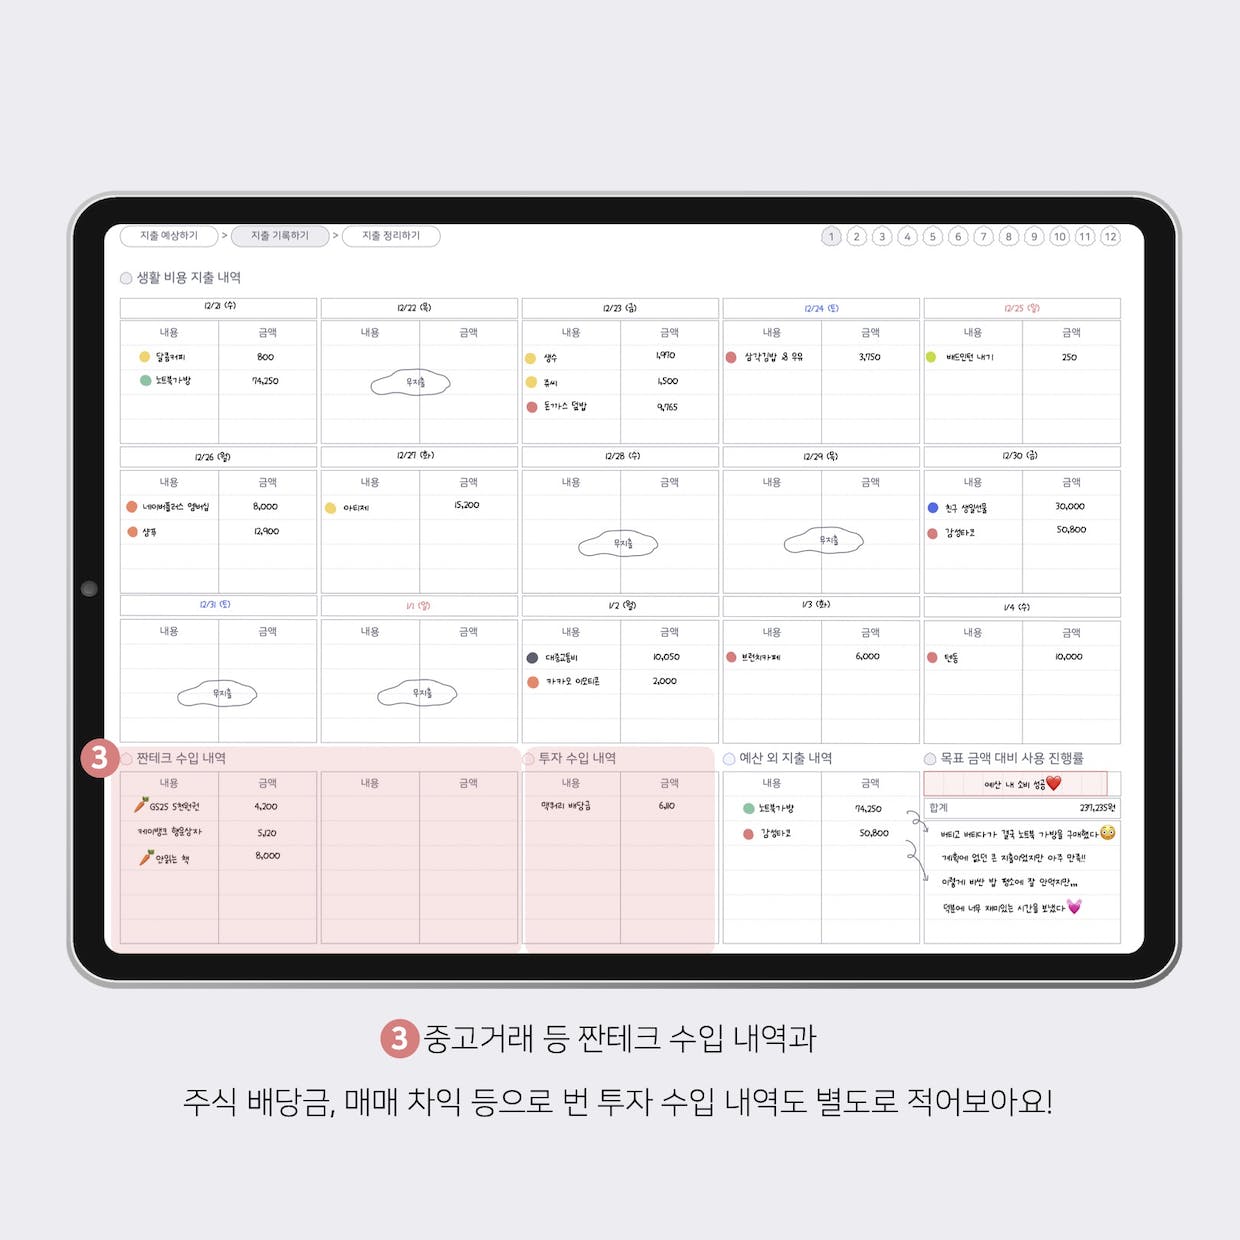 지출 예상하기 > 지출 기록하기 > 지출 정리하기
1 2 3 4 5 6 7 8 9 10 11 12
생활 비용 지출 내역
12/21 (수) 12/22 (목) 12/23 (금) 12/24 (토) 12/25 (일)
내용 금액 내용 금액 내용 금액 내용 금액 내용 금액
달콤커피 800 생수 1,970 삼각김밥 & 우유 3,750 배드민턴 내기 250
노트북가방 74,250 무지출 쥬씨 1,500
돈까스 덮밥 9,765
12/26 (월) 12/27 (화) 12/28 (수) 12/29 (목) 12/30 (금)
내용 금액 내용 금액 내용 금액 내용 금액 내용 금액
네이버플러스 멤버십 8,000 아티제 15,200 친구 생일선물 30,000
샴푸 12,900 감성타코 50,800
무지출 무지출
12/31 (토) 1/1 (일) 1/2 (월) 1/3 (화) 1/4 (수)
내용 금액 내용 금액 내용 금액 내용 금액 내용 금액
대중교통비 10,050 브런치카페 6,000 텐동 10,000
무지출 무지출 카카오 이모티콘 2,000
3 짠테크 수입 내역 투자 수입 내역 예산 외 지출 내역 목표 금액 대비 사용 진행률
내용 금액 내용 금액 내용 금액 내용 금액 예산 내 소비 성공❤️
GS25 5천원권 4,200 맥쿼리 배당금 6,110 노트북가방 74,250 합계 237,235원
케이뱅크 행운상자 5,120 감성타코 50,800 버티고 버티다가 결국 노트북 가방을 구매했다😳
안읽는 책 8,000 계획에 없던 큰 지출이었지만 아주 만족!!
이렇게 비싼 밥 평소에 잘 안먹지만,,,
덕분에 너무 재미있는 시간을 보냈다💓
3 중고거래 등 짠테크 수입 내역과
주식 배당금, 매매 차익 등으로 번 투자 수입 내역도 별도로 적어보아요!